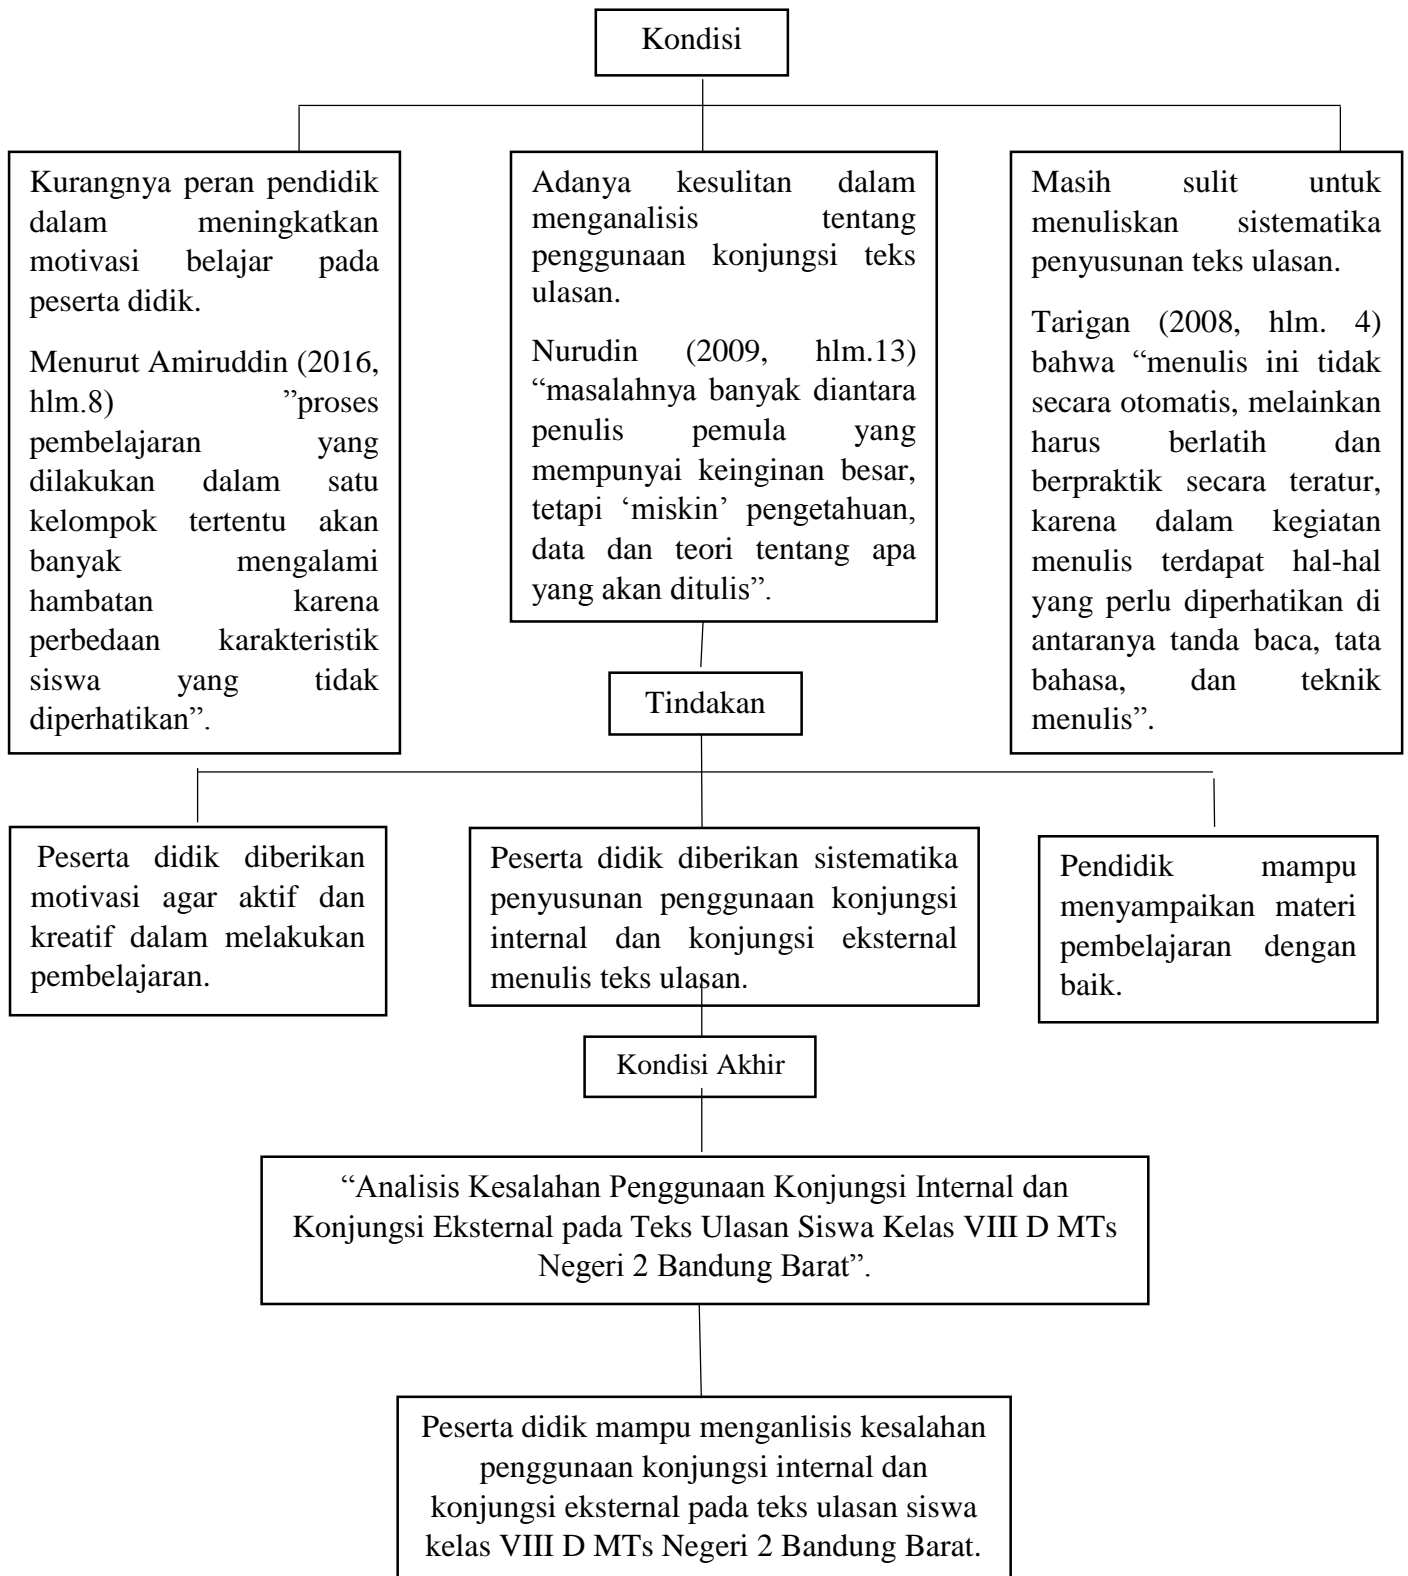 Kondisi
Kurangnya peran pendidik
dalam meningkatkan
motivasi belajar pada
peserta didik.
Menurut Amiruddin (2016,
hlm.8) ”proses
pembelajaran yang
dilakukan dalam satu
kelompok tertentu akan
banyak mengalami
hambatan karena
perbedaan karakteristik
siswa yang tidak
diperhatikan”.
Adanya kesulitan dalam
menganalisis tentang
penggunaan konjungsi teks
ulasan.
Nurudin (2009, hlm.13)
“masalahnya banyak diantara
penulis pemula yang
mempunyai keinginan besar,
tetapi ‘miskin’ pengetahuan,
data dan teori tentang apa
yang akan ditulis”.
Masih sulit untuk
menuliskan sistematika
penyusunan teks ulasan.
Tarigan (2008, hlm. 4)
bahwa “menulis ini tidak
secara otomatis, melainkan
harus berlatih dan
berpraktik secara teratur,
karena dalam kegiatan
menulis terdapat hal-hal
yang perlu diperhatikan di
antaranya tanda baca, tata
bahasa, dan teknik
menulis”.
Tindakan
Peserta didik diberikan
motivasi agar aktif dan
kreatif dalam melakukan
pembelajaran.
Peserta didik diberikan sistematika
penyusunan penggunaan konjungsi
internal dan konjungsi eksternal
menulis teks ulasan.
Pendidik mampu
menyampaikan materi
pembelajaran dengan
baik.
Kondisi Akhir
“Analisis Kesalahan Penggunaan Konjungsi Internal dan
Konjungsi Eksternal pada Teks Ulasan Siswa Kelas VIII D MTs
Negeri 2 Bandung Barat”.
Peserta didik mampu menganlisis kesalahan
penggunaan konjungsi internal dan
konjungsi eksternal pada teks ulasan siswa
kelas VIII D MTs Negeri 2 Bandung Barat.